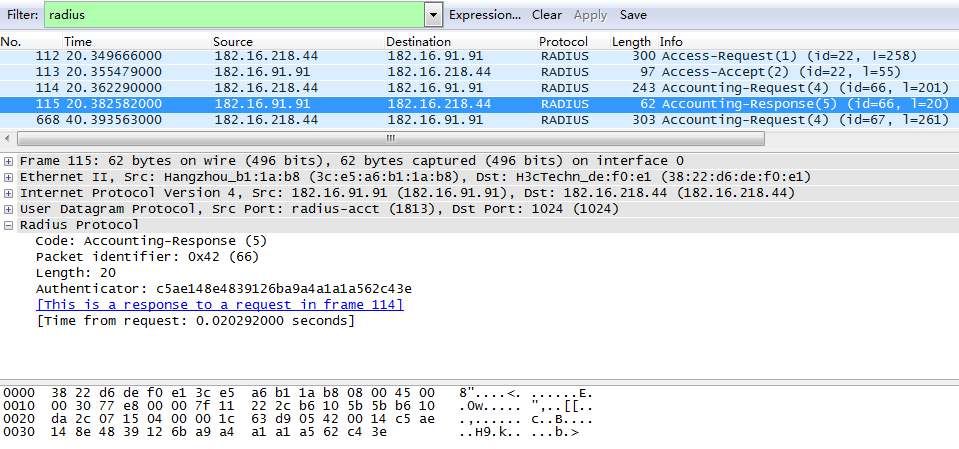 Filter: radius Expression... Clear Apply Save
No. Time Source Destination Protocol Length Info
112 20.349666000 182.16.218.44 182.16.91.91 RADIUS 300 Access-Request(1) (id=22, l=258)
113 20.355479000 182.16.91.91 182.16.218.44 RADIUS 97 Access-Accept(2) (id=22, l=55)
114 20.362290000 182.16.218.44 182.16.91.91 RADIUS 243 Accounting-Request(4) (id=66, l=201)
115 20.382582000 182.16.91.91 182.16.218.44 RADIUS 62 Accounting-Response(5) (id=66, l=20)
668 40.393563000 182.16.218.44 182.16.91.91 RADIUS 303 Accounting-Request(4) (id=67, l=261)
Frame 115: 62 bytes on wire (496 bits), 62 bytes captured (496 bits) on interface 0
Ethernet II, Src: Hangzhou_b1:1a:b8 (3c:e5:a6:b1:1a:b8), Dst: H3cTechn_de:f0:e1 (38:22:d6:de:f0:e1)
Internet Protocol Version 4, Src: 182.16.91.91 (182.16.91.91), Dst: 182.16.218.44 (182.16.218.44)
User Datagram Protocol, Src Port: radius-acct (1813), Dst Port: 1024 (1024)
Radius Protocol
Code: Accounting-Response (5)
Packet identifier: 0x42 (66)
Length: 20
Authenticator: c5ae148e4839126ba9a4a1a1a562c43e
[This is a response to a request in frame 114]
[Time from request: 0.020292000 seconds]
0000 38 22 d6 de f0 e1 3c e5 a6 b1 1a b8 08 00 45 00 8"....<. ......E.
0010 00 30 77 e8 00 00 7f 11 22 2c b6 10 5b 5b b6 10 .0w..... ",..[[..
0020 da 2c 07 15 04 00 00 1c 63 d9 05 42 00 14 c5 ae .,...... c..B....
0030 14 8e 48 39 12 6b a9 a4 a1 a1 a5 62 c4 3e ..H9.k.. ...b.>